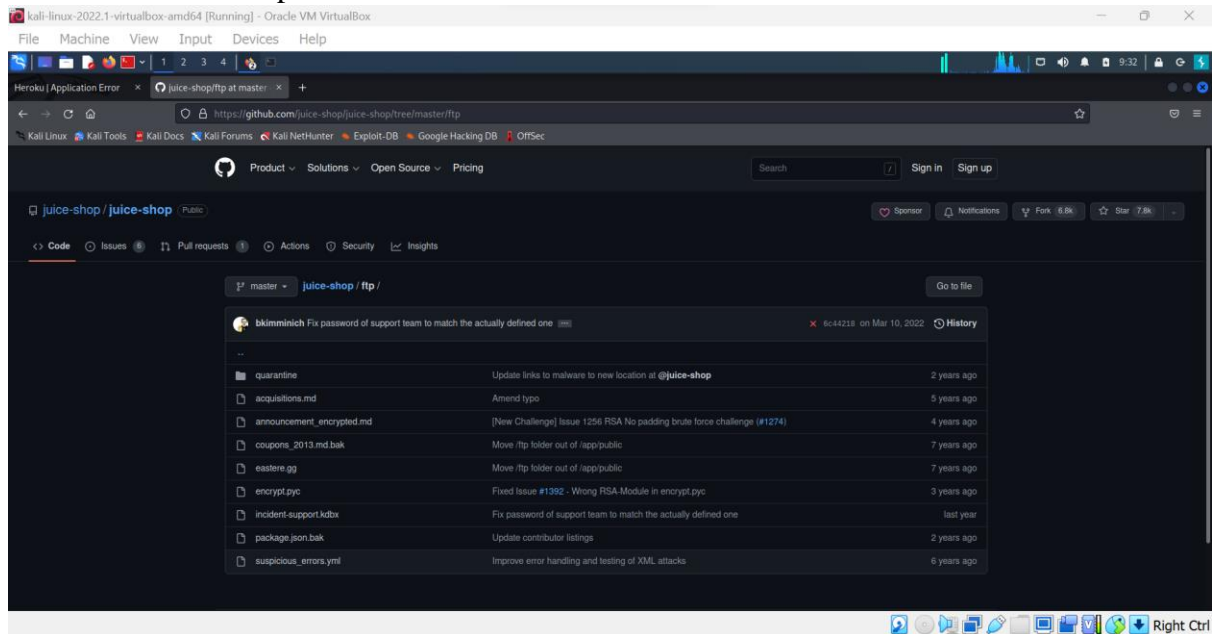 kali-linux-2022.1-virtualbox-amd64 [Running] - Oracle VM VirtualBox
File Machine View Input Devices Help
1 2 3 4 9:32
Heroku | Application Error × juice-shop/ftp at master × +
https://github.com/juice-shop/juice-shop/tree/master/ftp
Kali Linux Kali Tools Kali Docs Kali Forums Kali NetHunter Exploit-DB Google Hacking DB OffSec
Product Solutions Open Source Pricing Search / Sign in Sign up
juice-shop / juice-shop Public Sponsor Notifications Fork 6.8k Star 7.8k
<> Code Issues 6 Pull requests 1 Actions Security Insights
master juice-shop / ftp / Go to file
bkimminich Fix password of support team to match the actually defined one ... × 6c44218 on Mar 10, 2022 History
..
quarantine Update links to malware to new location at @juice-shop 2 years ago
acquisitions.md Amend typo 5 years ago
announcement_encrypted.md [New Challenge] Issue 1256 RSA No padding brute force challenge (#1274) 4 years ago
coupons_2013.md.bak Move /ftp folder out of /app/public 7 years ago
eastere.gg Move /ftp folder out of /app/public 7 years ago
encrypt.pyc Fixed Issue #1392 - Wrong RSA-Module in encrypt.pyc 3 years ago
incident-support.kdbx Fix password of support team to match the actually defined one last year
package.json.bak Update contributor listings 2 years ago
suspicious_errors.yml Improve error handling and testing of XML attacks 6 years ago
Right Ctrl